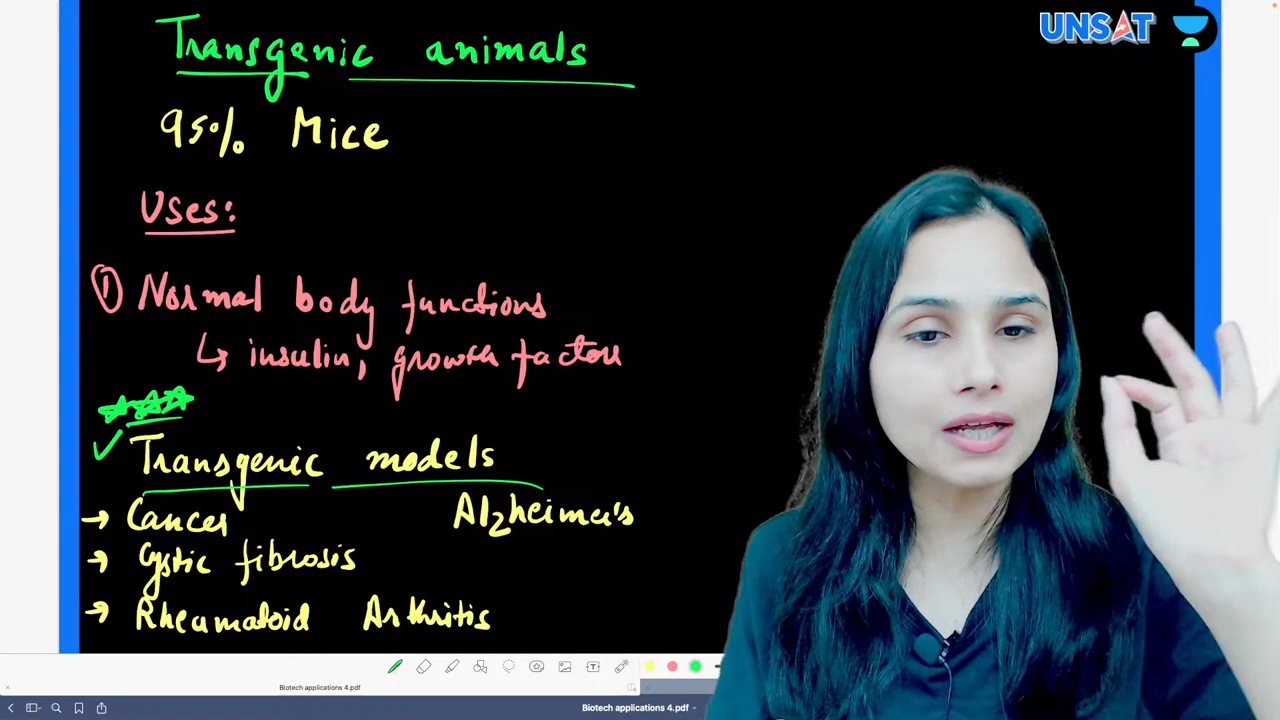 UNSAT
Transgenic animals
95% Mice
Uses:
① Normal body functions
↳ insulin, growth factors
✓ Transgenic models
→ Cancer
Alzheimer's
→ Cystic fibrosis
→ Rheumatoid Arthritis
Biotech applications 4.pdf
Biotech applications 4.pdf